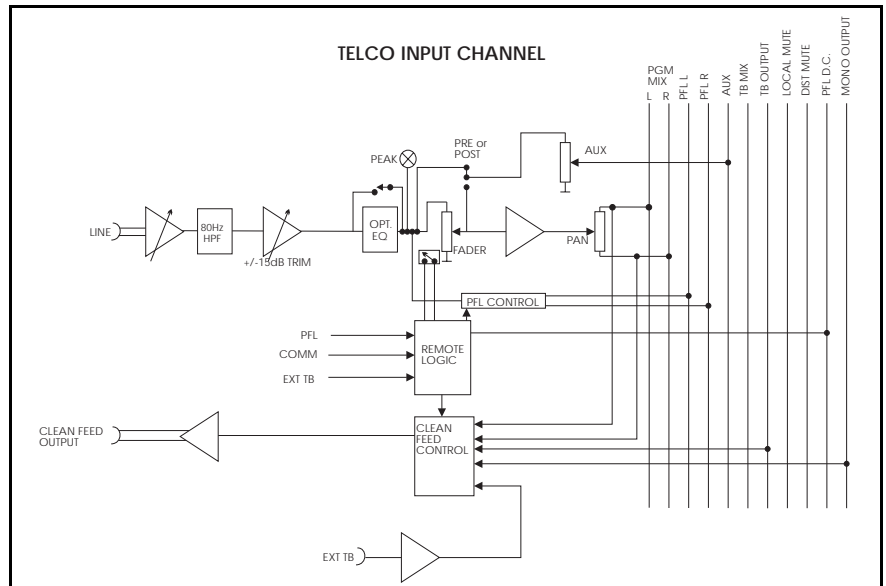 TELCO INPUT CHANNEL
PGM
MIX
L R
PFL L
PFL R
AUX
TB MIX
TB OUTPUT
LOCAL MUTE
DIST MUTE
PFL D.C.
MONO OUTPUT
PRE or
POST
AUX
PEAK
LINE
80Hz
HPF
+/-15dB TRIM
OPT.
EQ
FADER
PAN
PFL CONTROL
PFL
COMM
EXT TB
REMOTE
LOGIC
CLEAN FEED
OUTPUT
CLEAN
FEED
CONTROL
EXT TB